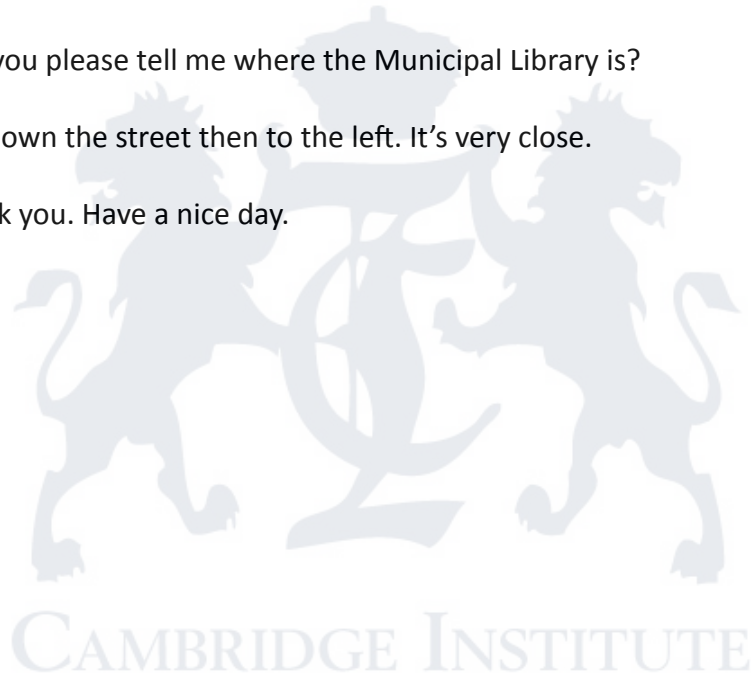 you please tell me where the Municipal Library is?
own the street then to the left. It’s very close.
k you. Have a nice day.
CAMBRIDGE INSTITUTE